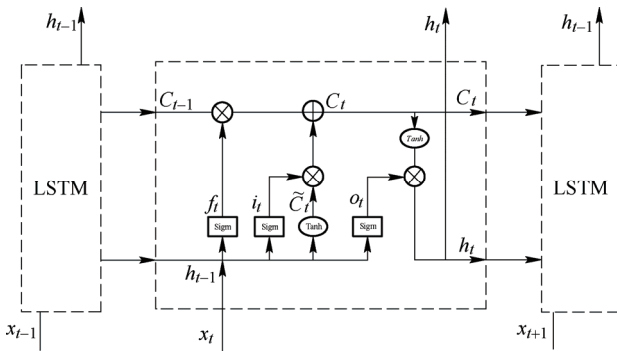 h_{t-1}
h_t
h_{t-1}
C_{t-1}
C_t
C_t
Tanh
LSTM
LSTM
f_t
i_t
C̃_t
o_t
Sigm
Sigm
Tanh
Sigm
h_{t-1}
h_t
x_{t-1}
x_t
x_{t+1}